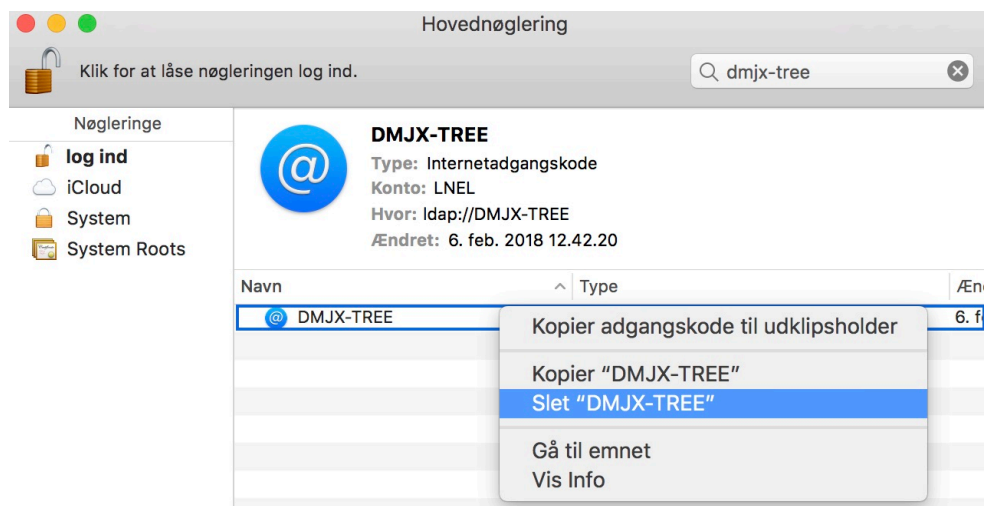 Hovednøglering
Klik for at låse nøgleringen log ind.
dmjx-tree
Nøgleringe
log ind
iCloud
System
System Roots
DMJX-TREE
Type: Internetadgangskode
Konto: LNEL
Hvor: ldap://DMJX-TREE
Ændret: 6. feb. 2018 12.42.20
Navn Type
DMJX-TREE
Kopier adgangskode til udklipsholder
Kopier “DMJX-TREE”
Slet “DMJX-TREE”
Gå til emnet
Vis Info